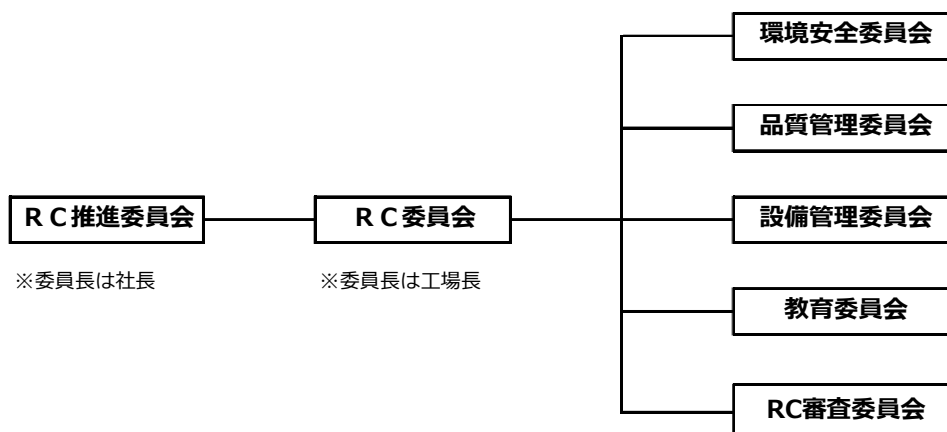 環境安全委員会
品質管理委員会
ＲＣ推進委員会
ＲＣ委員会
設備管理委員会
※委員長は社長
※委員長は工場長
教育委員会
RC審査委員会